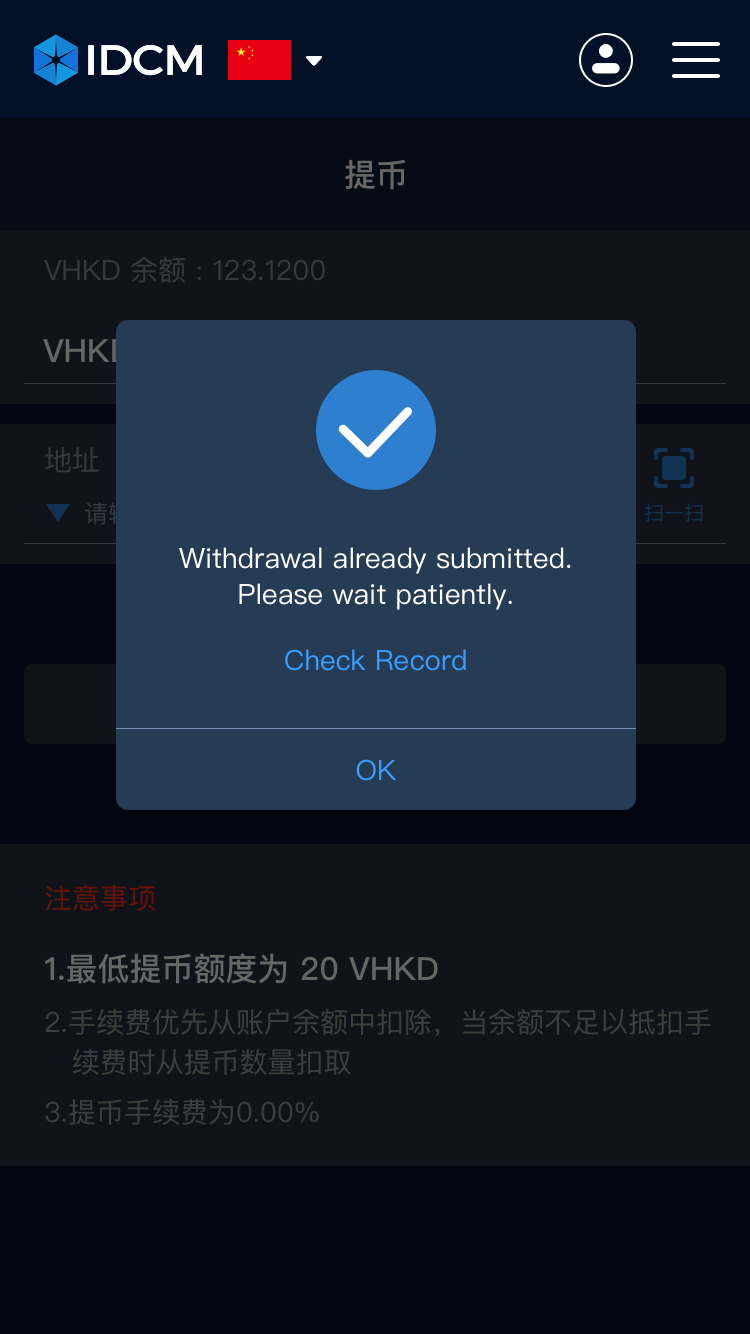 IDCM
提币
VHKD 余额 : 123.1200
VHKD
地址
请
扫一扫
Withdrawal already submitted.
Please wait patiently.
Check Record
OK
注意事项
1.最低提币额度为 20 VHKD
2.手续费优先从账户余额中扣除，当余额不足以抵扣手
续费时从提币数量扣取
3.提币手续费为0.00%